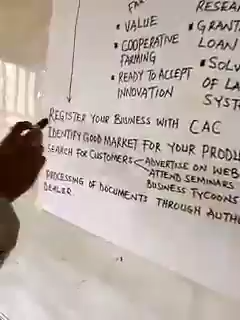 FA
• VALUE
• COOPERATIVE
FARMING
• READY TO ACCEPT
INNOVATION
RESEA
• GRANT
LOAN
• SOLV
OF LA
SYST
REGISTER YOUR BUSINESS WITH CAC
IDENTIFY GOOD MARKET FOR YOUR PRODU
SEARCH FOR CUSTOMERS
ADVERTISE ON WEB
ATTEND SEMINARS
BUSINESS TYCOONS
PROCESSING OF DOCUMENTS THROUGH AUTH
DEALER